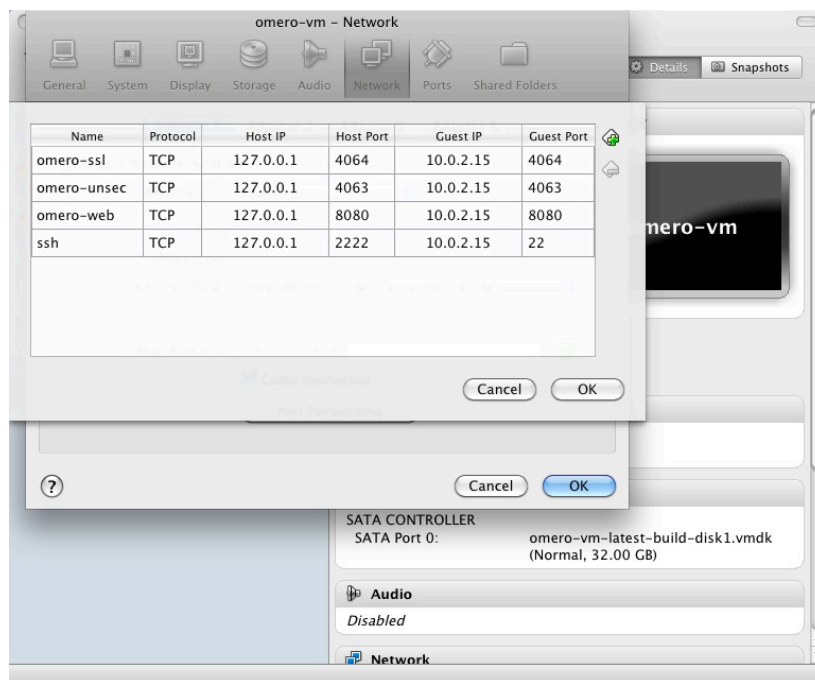 omero-vm – Network
General System Display Storage Audio Network Ports Shared Folders
Details Snapshots
Name Protocol Host IP Host Port Guest IP Guest Port
omero-ssl TCP 127.0.0.1 4064 10.0.2.15 4064
omero-unsec TCP 127.0.0.1 4063 10.0.2.15 4063
omero-web TCP 127.0.0.1 8080 10.0.2.15 8080
ssh TCP 127.0.0.1 2222 10.0.2.15 22
mero-vm
Cable connected
Cancel OK
Port Forwarding
? Cancel OK
SATA CONTROLLER
SATA Port 0: omero-vm-latest-build-disk1.vmdk
(Normal, 32.00 GB)
Audio
Disabled
Network